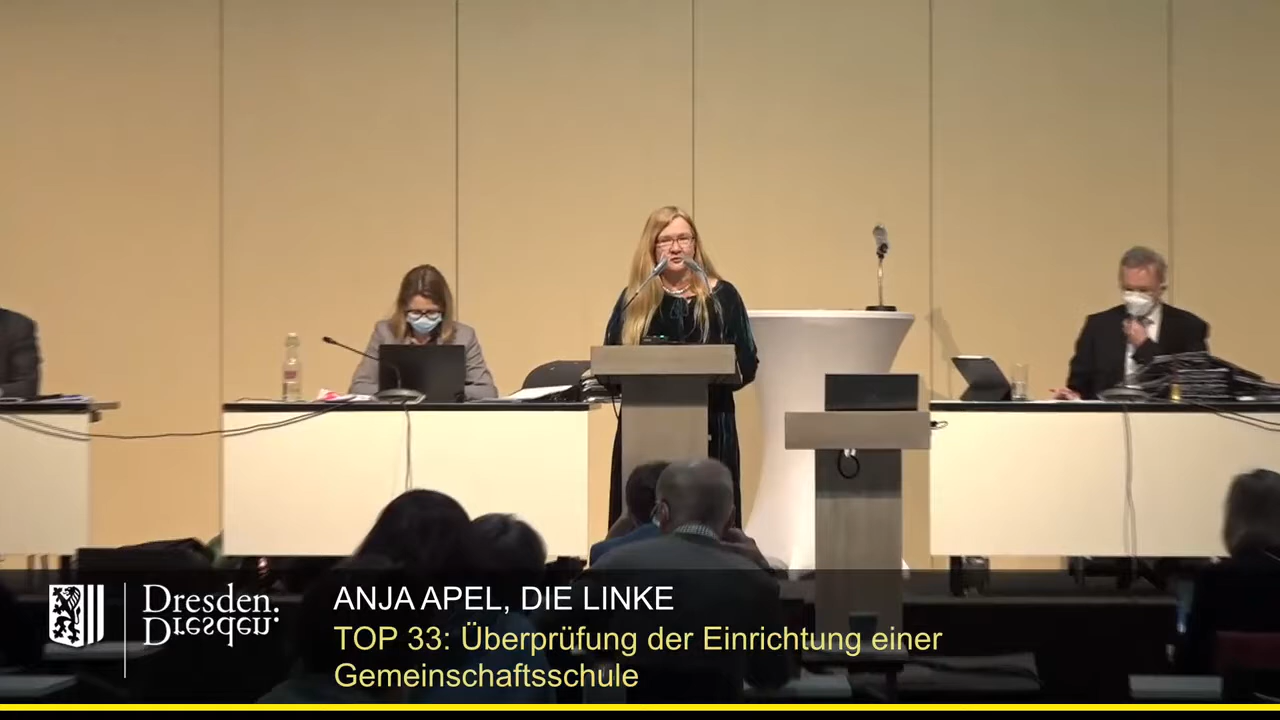 Dresden.
Dresden.
ANJA APEL, DIE LINKE
TOP 33: Überprüfung der Einrichtung einer
Gemeinschaftsschule